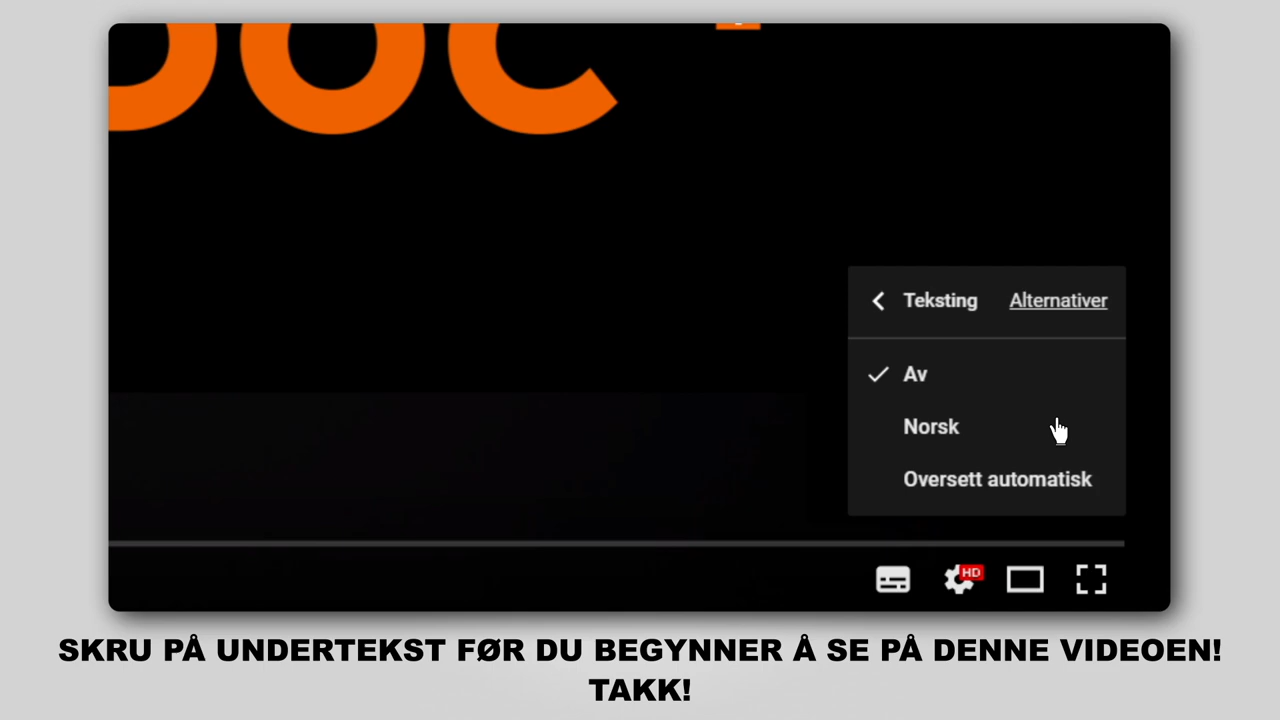 Teksting Alternativer
Av
Norsk
Oversett automatisk
HD
SKRU PÅ UNDERTEKST FØR DU BEGYNNER Å SE PÅ DENNE VIDEOEN!
TAKK!